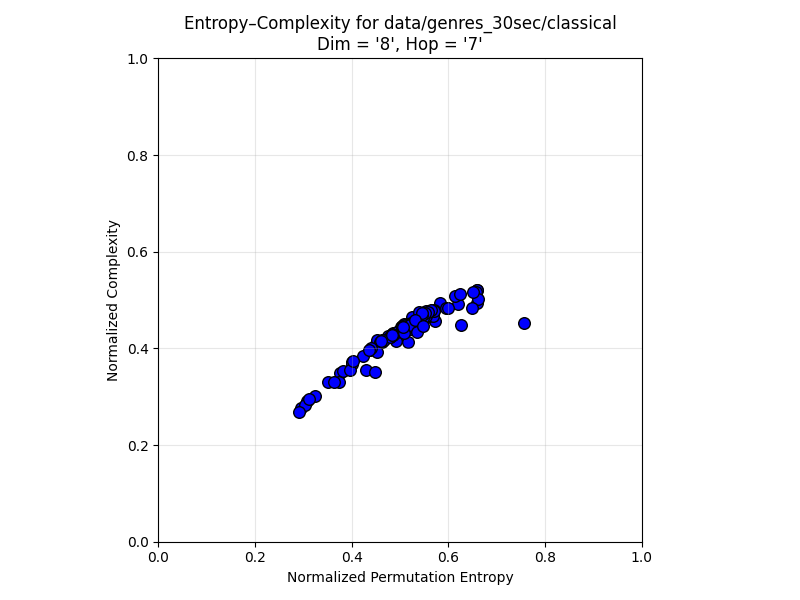 Entropy–Complexity for data/genres_30sec/classical
Dim = '8', Hop = '7'
1.0
0.8
0.6
0.4
0.2
0.0
Normalized Complexity
0.0 0.2 0.4 0.6 0.8 1.0
Normalized Permutation Entropy